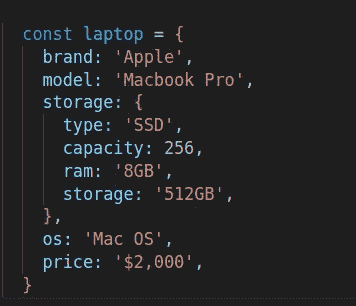 const laptop = {
brand: 'Apple',
model: 'Macbook Pro',
storage: {
type: 'SSD',
capacity: 256,
ram: '8GB',
storage: '512GB',
},
os: 'Mac OS',
price: '$2,000',
}